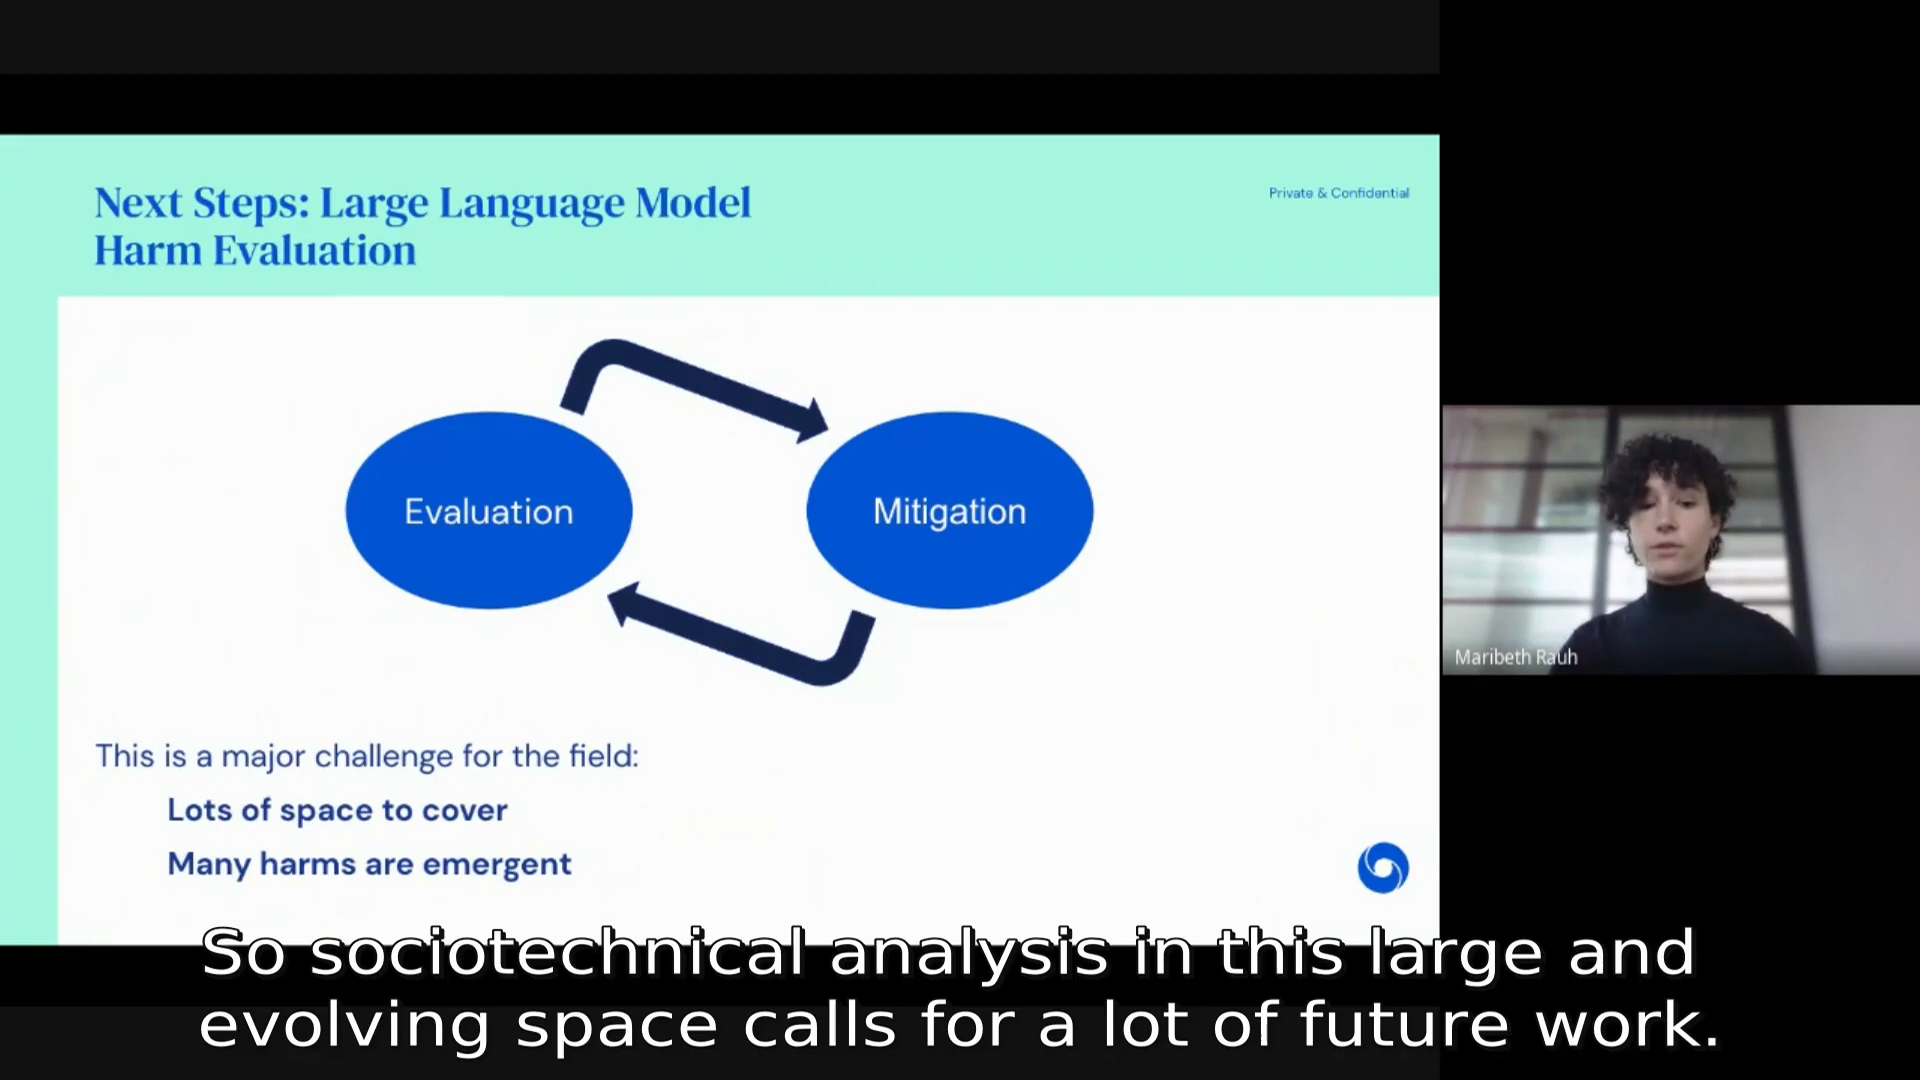 Next Steps: Large Language Model
Harm Evaluation
Private & Confidential
Evaluation
Mitigation
This is a major challenge for the field:
Lots of space to cover
Many harms are emergent
Maribeth Rauh
So sociotechnical analysis in this large and
evolving space calls for a lot of future work.